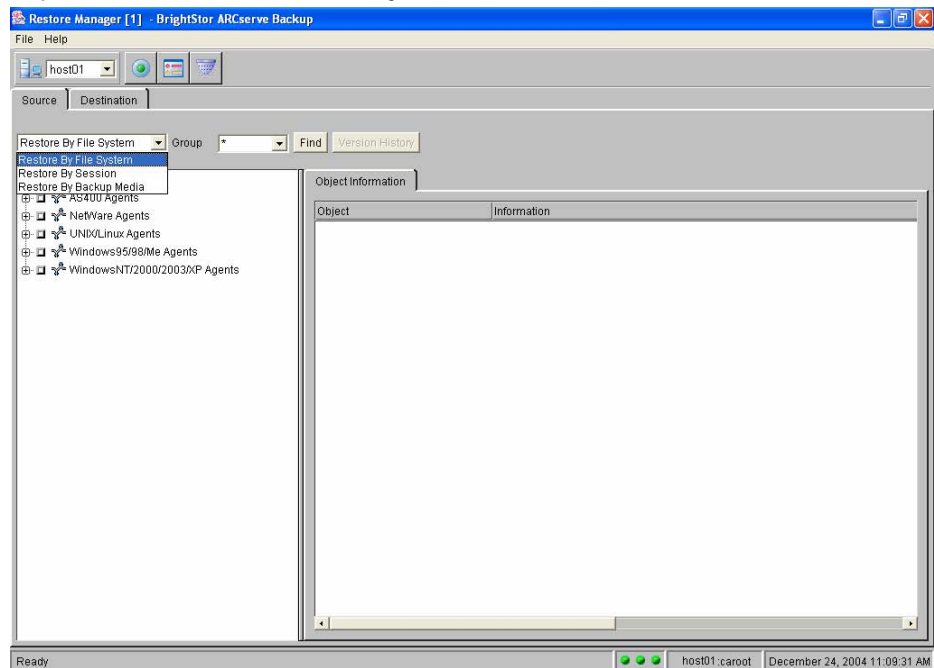 Restore Manager [1] - BrightStor ARCserve Backup
File Help
host01
Source Destination
Restore By File System Group * Find Version History
Restore By File System
Restore By Session
Restore By Backup Media
AS400 Agents
NetWare Agents
UNIX/Linux Agents
Windows95/98/Me Agents
WindowsNT/2000/2003/XP Agents
Object Information
Object Information
Ready host01:caroot December 24, 2004 11:09:31 AM